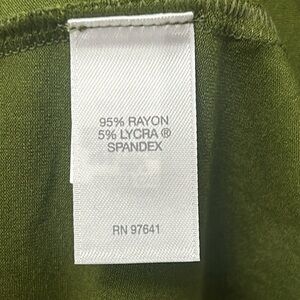 95% RAYON
5% LYCRA ®
SPANDEX
RN 97641